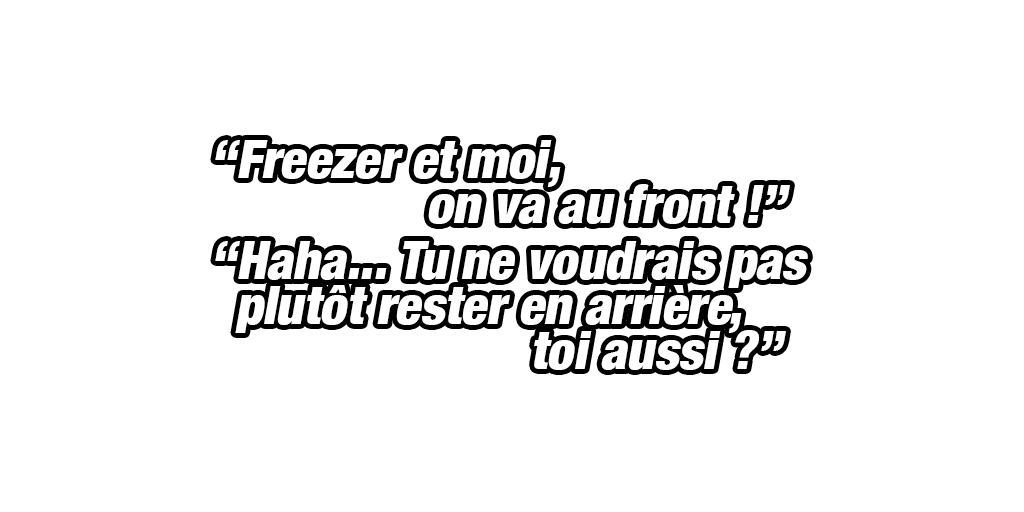 “Freezer et moi,
on va au front !”
“Haha... Tu ne voudrais pas
plutôt rester en arrière,
toi aussi ?”